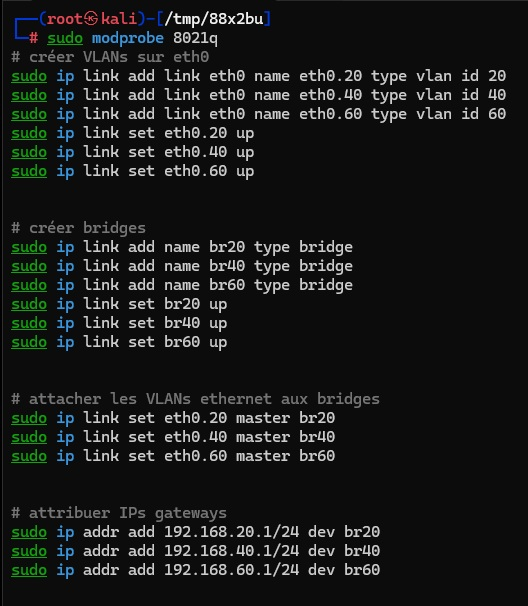 ┌──(root㉿kali)-[/tmp/88x2bu]
└─# sudo modprobe 8021q
# créer VLANs sur eth0
sudo ip link add link eth0 name eth0.20 type vlan id 20
sudo ip link add link eth0 name eth0.40 type vlan id 40
sudo ip link add link eth0 name eth0.60 type vlan id 60
sudo ip link set eth0.20 up
sudo ip link set eth0.40 up
sudo ip link set eth0.60 up
# créer bridges
sudo ip link add name br20 type bridge
sudo ip link add name br40 type bridge
sudo ip link add name br60 type bridge
sudo ip link set br20 up
sudo ip link set br40 up
sudo ip link set br60 up
# attacher les VLANs ethernet aux bridges
sudo ip link set eth0.20 master br20
sudo ip link set eth0.40 master br40
sudo ip link set eth0.60 master br60
# attribuer IPs gateways
sudo ip addr add 192.168.20.1/24 dev br20
sudo ip addr add 192.168.40.1/24 dev br40
sudo ip addr add 192.168.60.1/24 dev br60